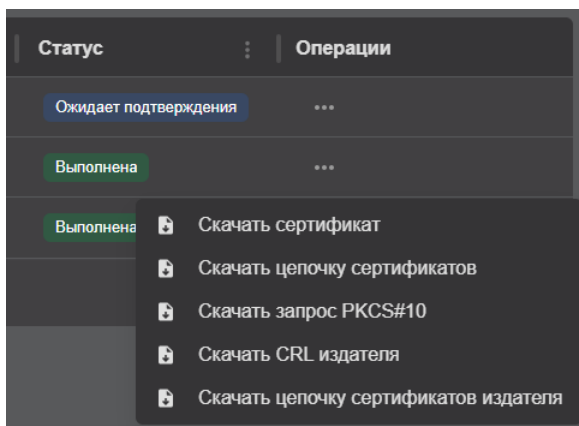 Статус
Операции
Ожидает подтверждения
Выполнена
Выполнена
Скачать сертификат
Скачать цепочку сертификатов
Скачать запрос PKCS#10
Скачать CRL издателя
Скачать цепочку сертификатов издателя